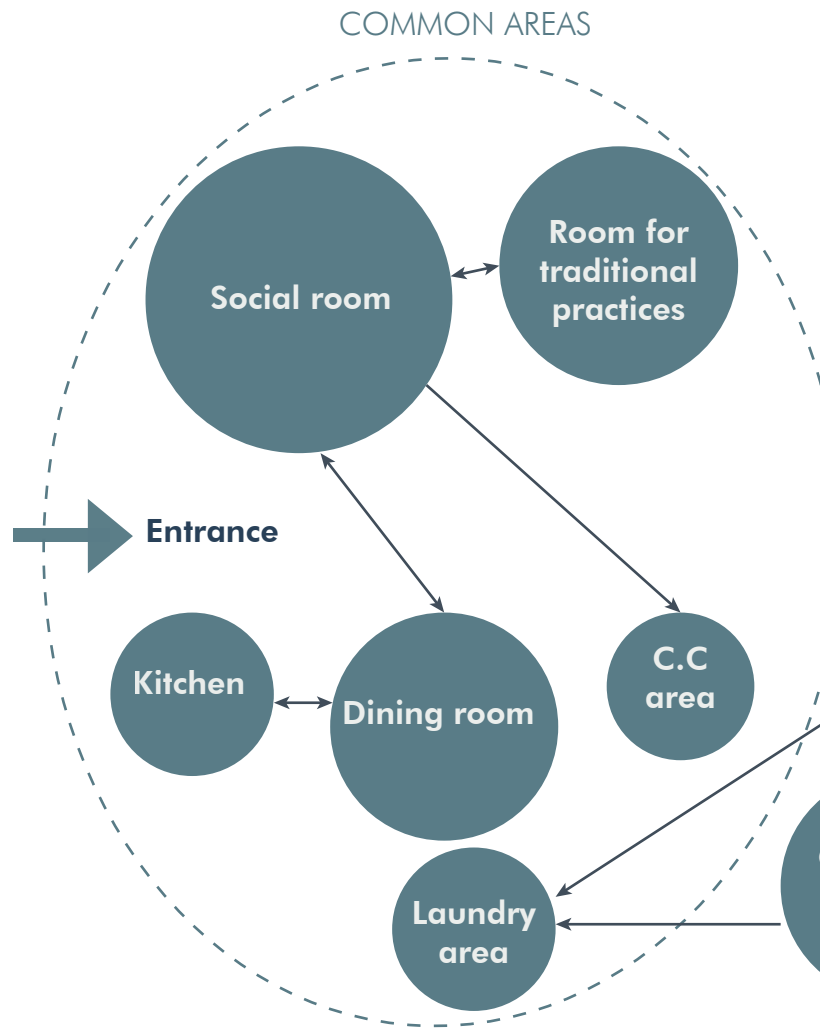 COMMON AREAS
Social room
Room for
traditional
practices
Entrance
Kitchen
Dining room
C.C
area
Laundry
area